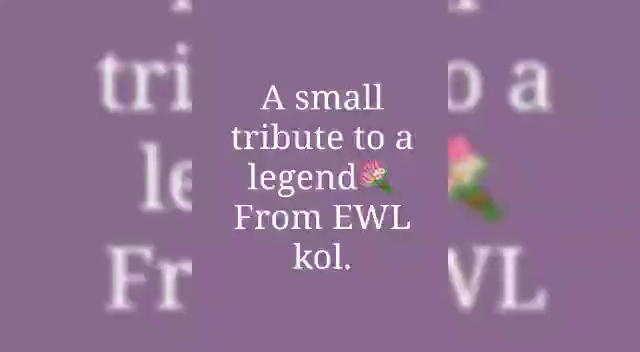 A small
tribute to a
legend💐
From EWL
kol.